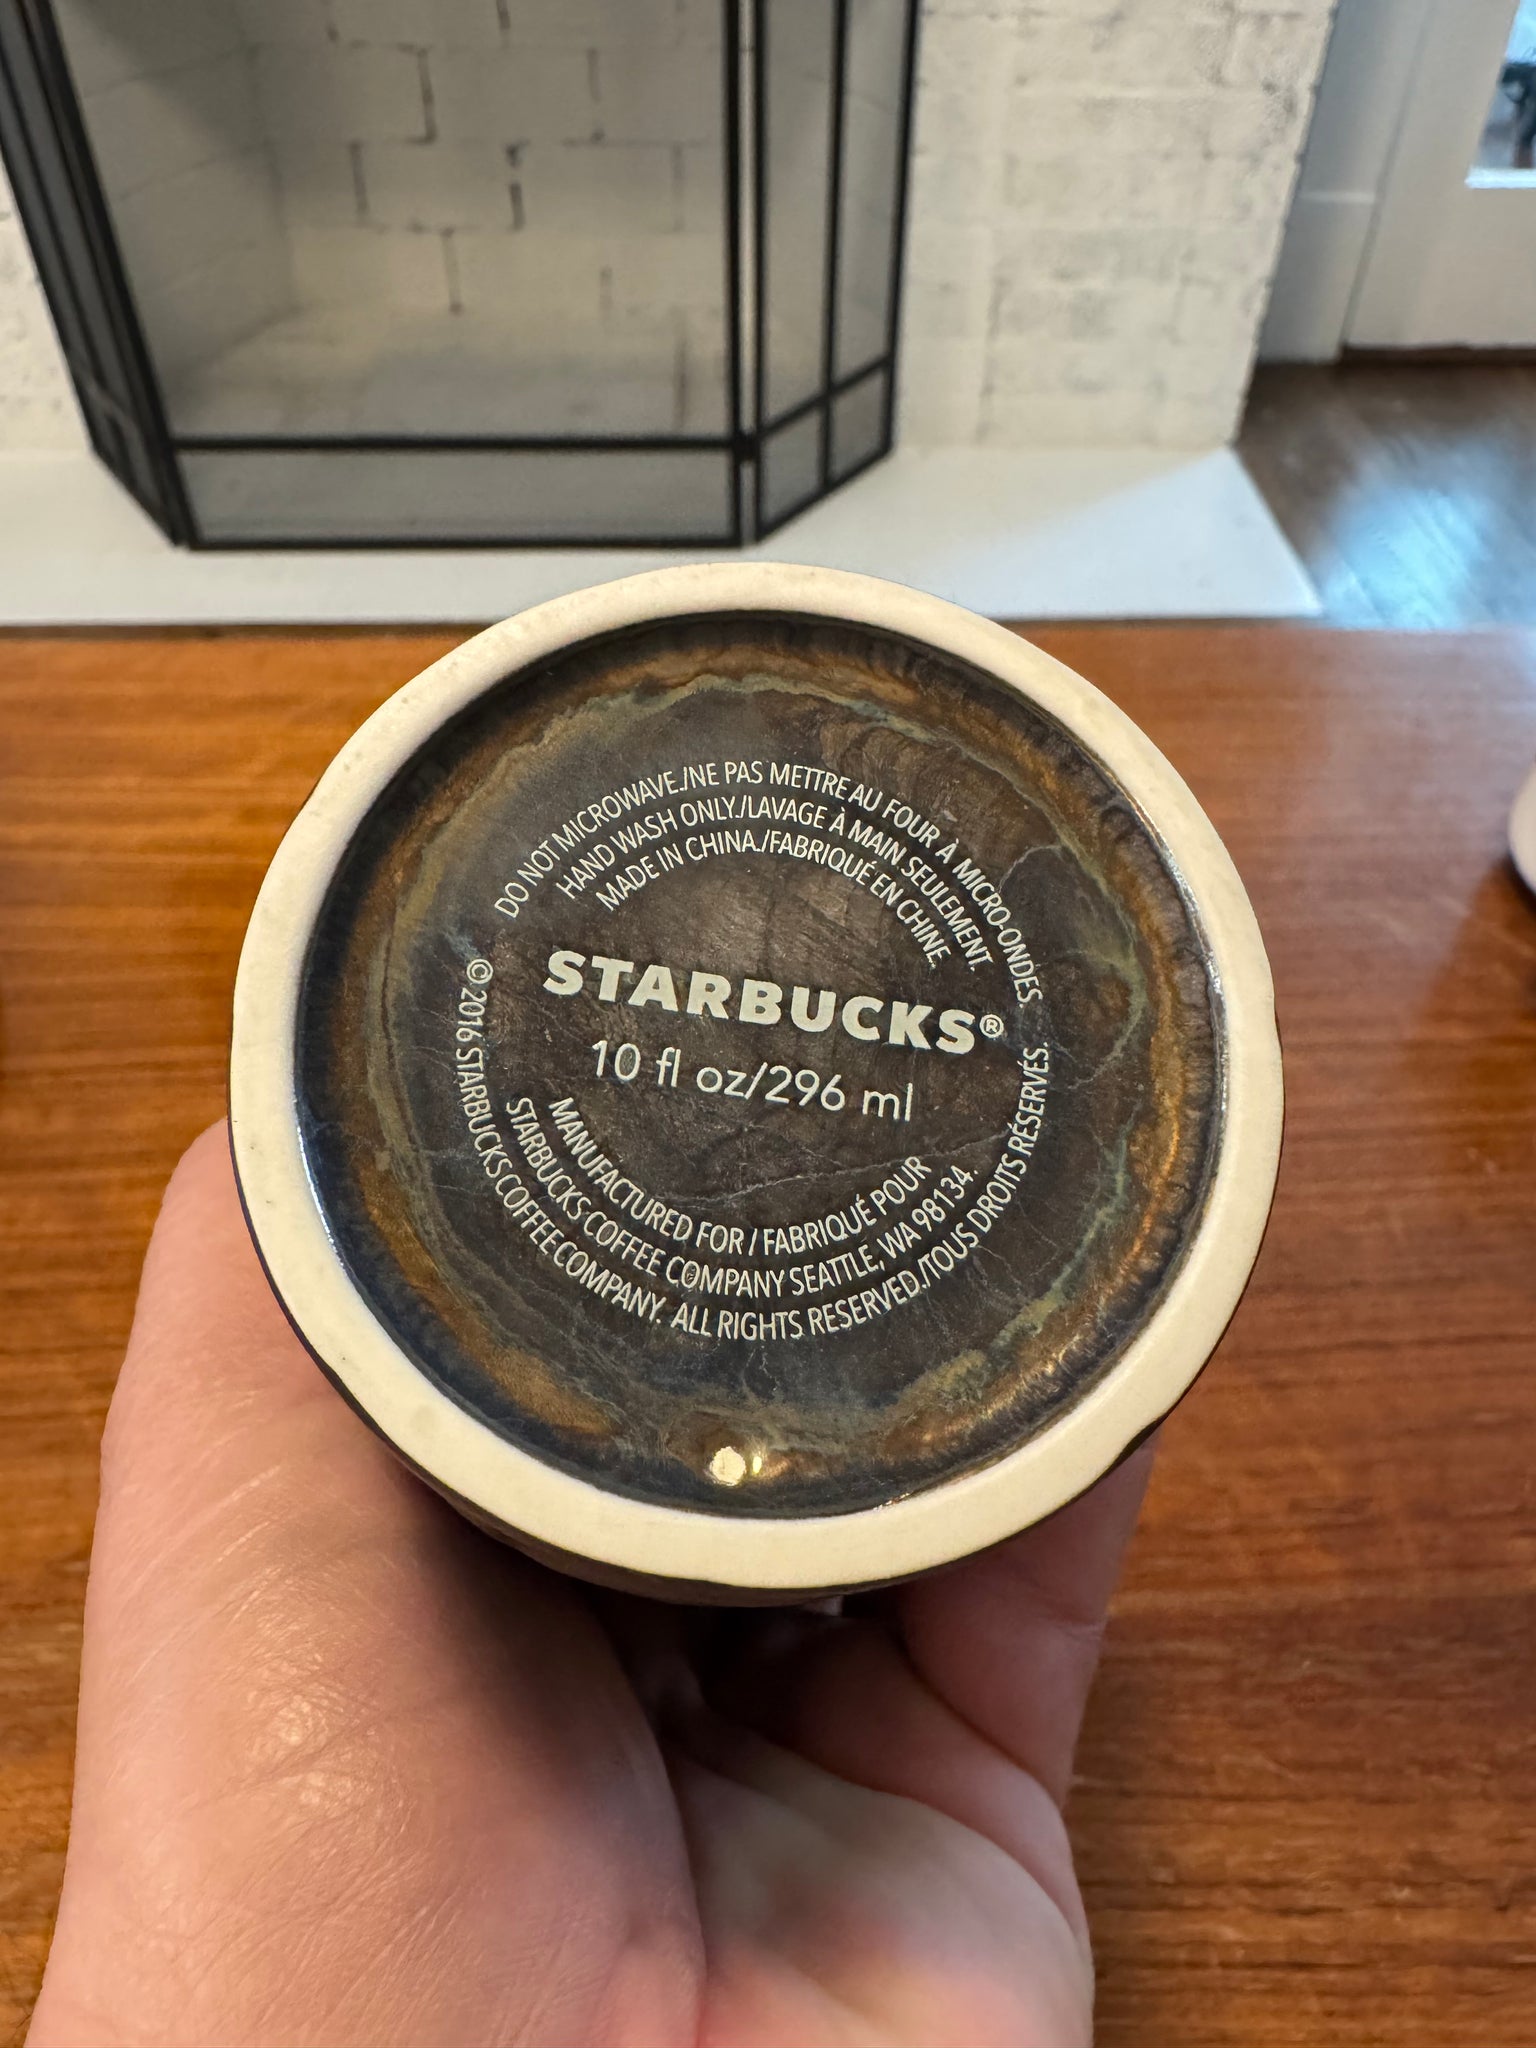 DO NOT MICROWAVE./NE PAS METTRE AU FOUR À MICRO-ONDES.
HAND WASH ONLY./LAVAGE À MAIN SEULEMENT.
MADE IN CHINA./FABRIQUÉ EN CHINE.
STARBUCKS®
10 fl oz/296 ml
MANUFACTURED FOR / FABRIQUÉ POUR
STARBUCKS COFFEE COMPANY SEATTLE, WA 98134.
© 2016 STARBUCKS COFFEE COMPANY. ALL RIGHTS RESERVED./TOUS DROITS RÉSERVÉS.